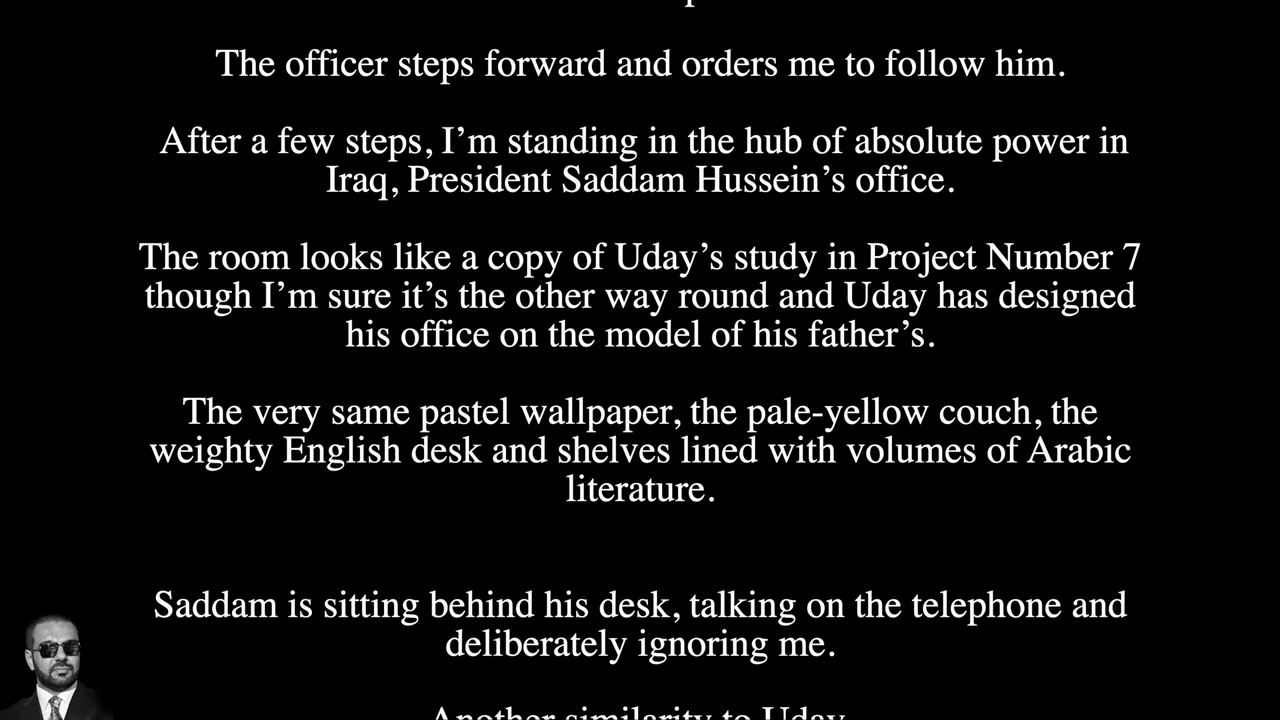 The officer steps forward and orders me to follow him.
After a few steps, I’m standing in the hub of absolute power in
Iraq, President Saddam Hussein’s office.
The room looks like a copy of Uday’s study in Project Number 7
though I’m sure it’s the other way round and Uday has designed
his office on the model of his father’s.
The very same pastel wallpaper, the pale-yellow couch, the
weighty English desk and shelves lined with volumes of Arabic
literature.
Saddam is sitting behind his desk, talking on the telephone and
deliberately ignoring me.
Another similarity to Uday